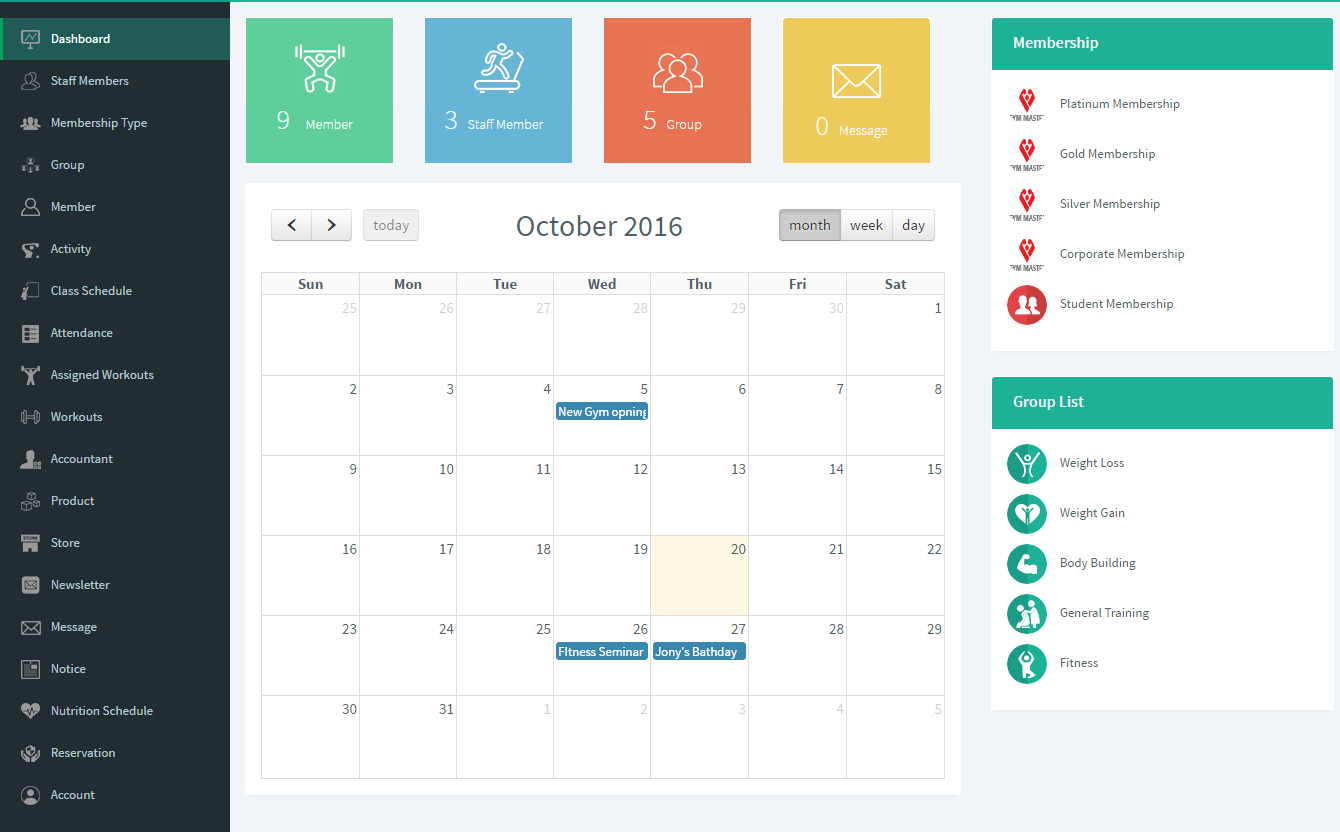 Dashboard
Staff Members
Membership Type
Group
Member
Activity
Class Schedule
Attendance
Assigned Workouts
Workouts
Accountant
Product
STORE
Store
Newsletter
Message
Notice
Nutrition Schedule
Reservation
Account
9 Member
3 Staff Member
5 Group
0 Message
today
October 2016
month week day
Sun Mon Tue Wed Thu Fri Sat
25 26 27 28 29 30 1
2 3 4 5 6 7 8
New Gym opning
9 10 11 12 13 14 15
16 17 18 19 20 21 22
23 24 25 26 27 28 29
FItness Seminar Jony's Bathday
30 31 1 2 3 4 5
Membership
GYM MASTE
Platinum Membership
GYM MASTE
Gold Membership
GYM MASTE
Silver Membership
GYM MASTE
Corporate Membership
Student Membership
Group List
Weight Loss
Weight Gain
Body Building
General Training
Fitness